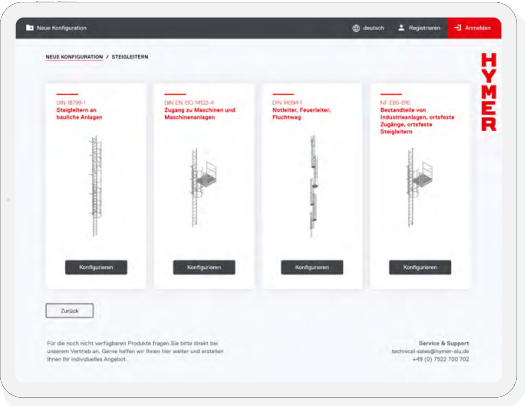 Neue Konfiguration
deutsch
Registrieren
Anmelden
NEUE KONFIGURATION / STEIGLEITERN
HYMER
DIN 18799-1
Steigleitern an
bauliche Anlagen
Konfigurieren
DIN EN ISO 14122-4
Zugang zu Maschinen und
Maschinenanlagen
Konfigurieren
DIN 14094-1
Notleiter, Feuerleiter,
Fluchtweg
Konfigurieren
NF E85-016
Bestandteile von
Industrieanlagen, ortsfeste
Zugänge, ortsfeste
Steigleitern
Konfigurieren
Zurück
Für die noch nicht verfügbaren Produkte fragen Sie bitte direkt bei
unserem Vertrieb an. Gerne helfen wir Ihnen hier weiter und erstellen
Ihnen Ihr individuelles Angebot.
Service & Support
technical-sales@hymer-alu.de
+49 (0) 7522 700 702